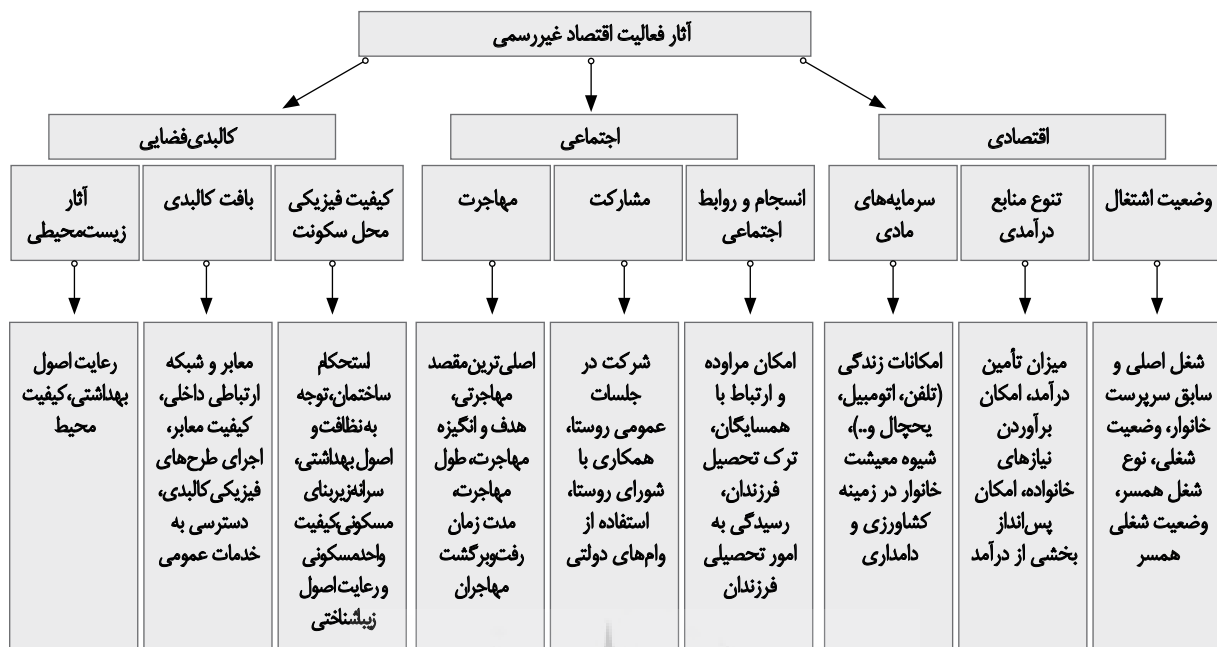 آثار فعالیت اقتصاد غیررسمی
اقتصادی
اجتماعی
کالبدی‌فضایی
وضعیت اشتغال
تنوع منابع
درآمدی
سرمایه‌های
مادی
انسجام و روابط
اجتماعی
مشارکت
مهاجرت
کیفیت فیزیکی
محل سکونت
بافت کالبدی
آثار
زیست‌محیطی
شغل اصلی و
سابق سرپرست
خانوار، وضعیت
شغلی، نوع
شغل همسر،
وضعیت شغلی
همسر
میزان تأمین
درآمد، امکان
برآوردن
نیازهای
خانواده، امکان
پس‌انداز
بخشی از درآمد
امکانات زندگی
(تلفن، اتومبیل،
یحچال و..)،
شیوه معیشت
خانوار در زمینه
کشاورزی و
دامداری
امکان مراوده
و ارتباط با
همسایگان،
ترک تحصیل
فرزندان،
رسیدگی به
امور تحصیلی
فرزندان
شرکت در
جلسات
عمومی روستا،
همکاری با
شورای روستا،
استفاده از
وام‌های دولتی
اصلی‌ترین‌مقصد
مهاجرتی،
هدف و انگیزه
مهاجرت، طول
مهاجرت،
مدت زمان
رفت‌وبرگشت
مهاجران
استحکام
ساختمان،توجه
به‌نظافت‌و
اصول‌بهداشتی،
سرانه‌زیربنای
مسکونی‌کیفیت
واحدمسکونی
و رعایت‌اصول
زیباشناختی
معابر و شبکه
ارتباطی داخلی،
کیفیت معابر،
اجرای طرح‌های
فیزیکی‌کالبدی،
دسترسی به
خدمات عمومی
رعایت اصول
بهداشتی،کیفیت
محیط